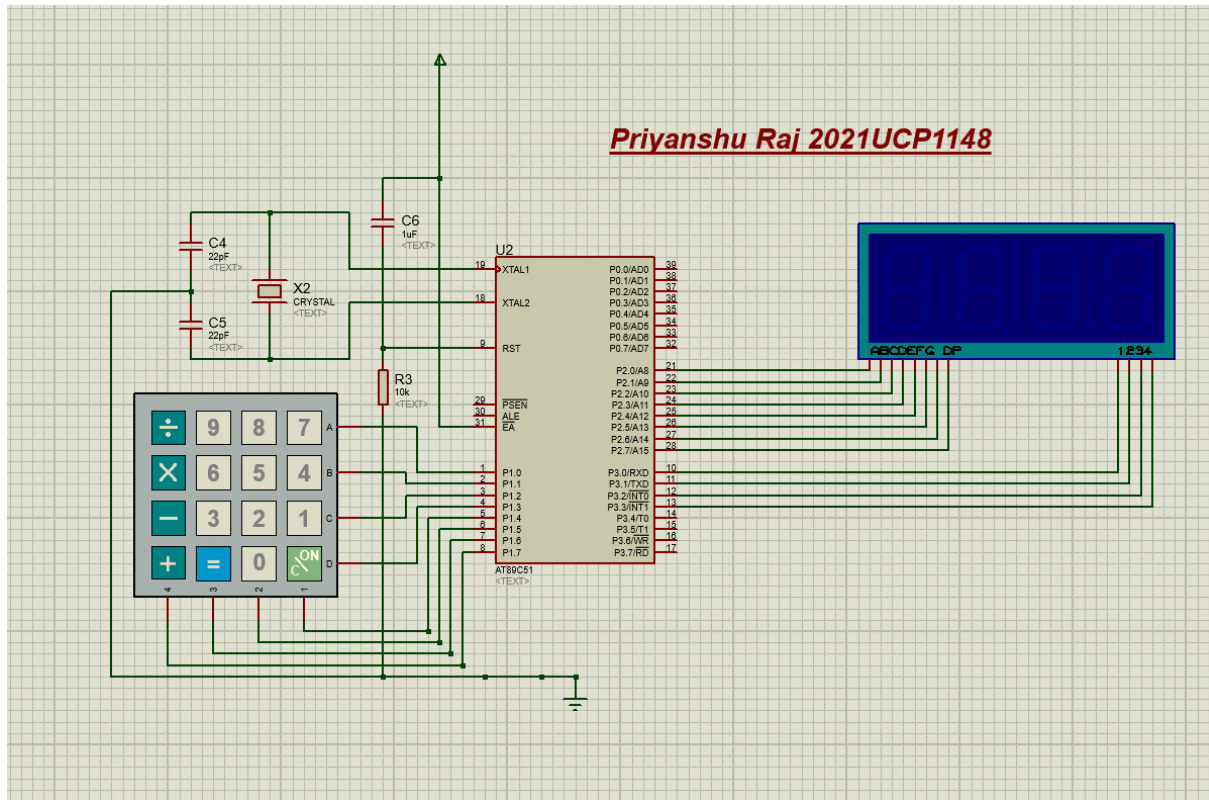 Priyanshu Raj 2021UCP1148
C6
1uF
<TEXT>
C4
22pF
<TEXT>
X2
CRYSTAL
<TEXT>
C5
22pF
<TEXT>
R3
10k
<TEXT>
U2
19 XTAL1
18 XTAL2
9 RST
29 PSEN
30 ALE
31 EA
1 P1.0
2 P1.1
3 P1.2
4 P1.3
5 P1.4
6 P1.5
7 P1.6
8 P1.7
P0.0/AD0 39
P0.1/AD1 38
P0.2/AD2 37
P0.3/AD3 36
P0.4/AD4 35
P0.5/AD5 34
P0.6/AD6 33
P0.7/AD7 32
P2.0/A8 21
P2.1/A9 22
P2.2/A10 23
P2.3/A11 24
P2.4/A12 25
P2.5/A13 26
P2.6/A14 27
P2.7/A15 28
P3.0/RXD 10
P3.1/TXD 11
P3.2/INT0 12
P3.3/INT1 13
P3.4/T0 14
P3.5/T1 15
P3.6/WR 16
P3.7/RD 17
AT89C51
<TEXT>
ABCDEFG DP 1234
÷ 9 8 7 A
× 6 5 4 B
− 3 2 1 C
+ = 0 ON/C D
4 3 2 1